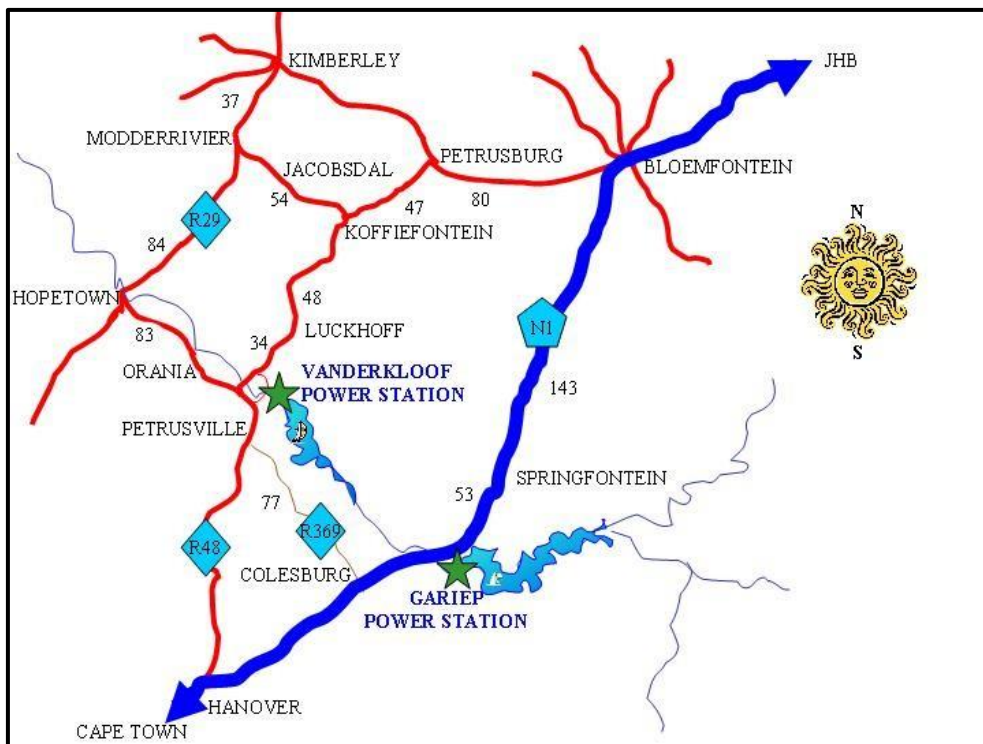 KIMBERLEY
JHB
37
MODDERRIVIER
JACOBSDAL
PETRUSBURG
BLOEMFONTEIN
54
47
80
R29
KOFFIEFONTEIN
84
N
HOPETOWN
48
83
LUCKHOFF
N1
34
S
ORANIA
VANDERKLOOF
POWER STATION
143
PETRUSVILLE
SPRINGFONTEIN
77
53
R369
R48
COLESBURG
GARIEP
POWER STATION
HANOVER
CAPE TOWN